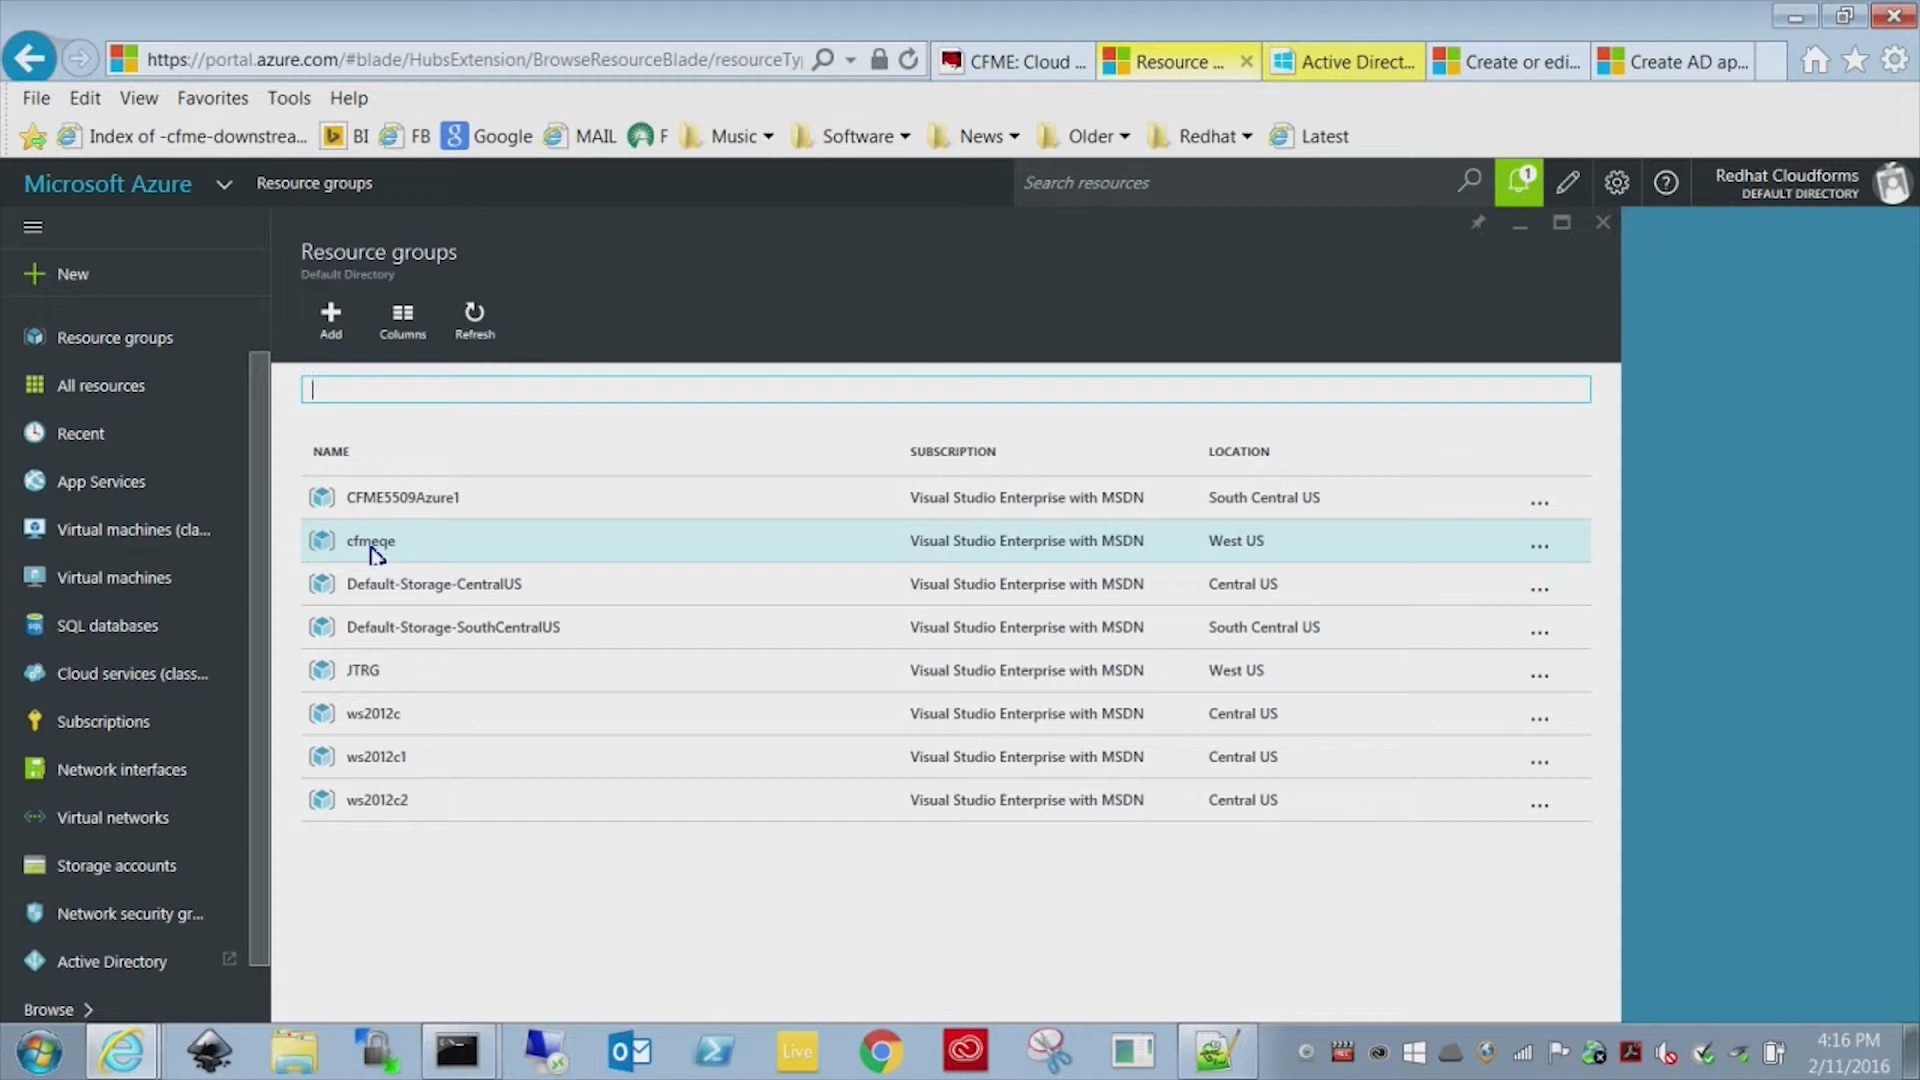 https://portal.azure.com/#blade/HubsExtension/BrowseResourceBlade/resourceTy
CFME: Cloud ...
Resource ...
Active Direct...
Create or edi...
Create AD ap...
File Edit View Favorites Tools Help
Index of -cfme-downstrea... BI FB Google MAIL F Music Software News Older Redhat Latest
Microsoft Azure Resource groups Search resources 1
Redhat Cloudforms
DEFAULT DIRECTORY
New
Resource groups
All resources
Recent
App Services
Virtual machines (cla...
Virtual machines
SQL databases
Cloud services (class...
Subscriptions
Network interfaces
Virtual networks
Storage accounts
Network security gr...
Active Directory
Browse
Resource groups
Default Directory
Add Columns Refresh
NAME SUBSCRIPTION LOCATION
CFME5509Azure1 Visual Studio Enterprise with MSDN South Central US ...
cfmeqe Visual Studio Enterprise with MSDN West US ...
Default-Storage-CentralUS Visual Studio Enterprise with MSDN Central US ...
Default-Storage-SouthCentralUS Visual Studio Enterprise with MSDN South Central US ...
JTRG Visual Studio Enterprise with MSDN West US ...
ws2012c Visual Studio Enterprise with MSDN Central US ...
ws2012c1 Visual Studio Enterprise with MSDN Central US ...
ws2012c2 Visual Studio Enterprise with MSDN Central US ...
Live
4:16 PM
2/11/2016